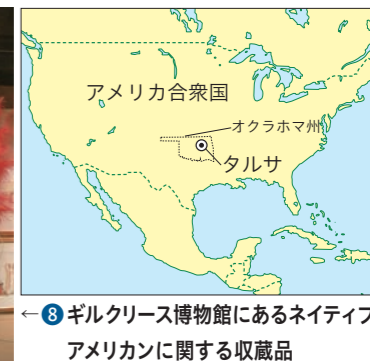 アメリカ合衆国
オクラホマ州
タルサ
←8 ギルクリース博物館にあるネイティブ
アメリカンに関する収蔵品